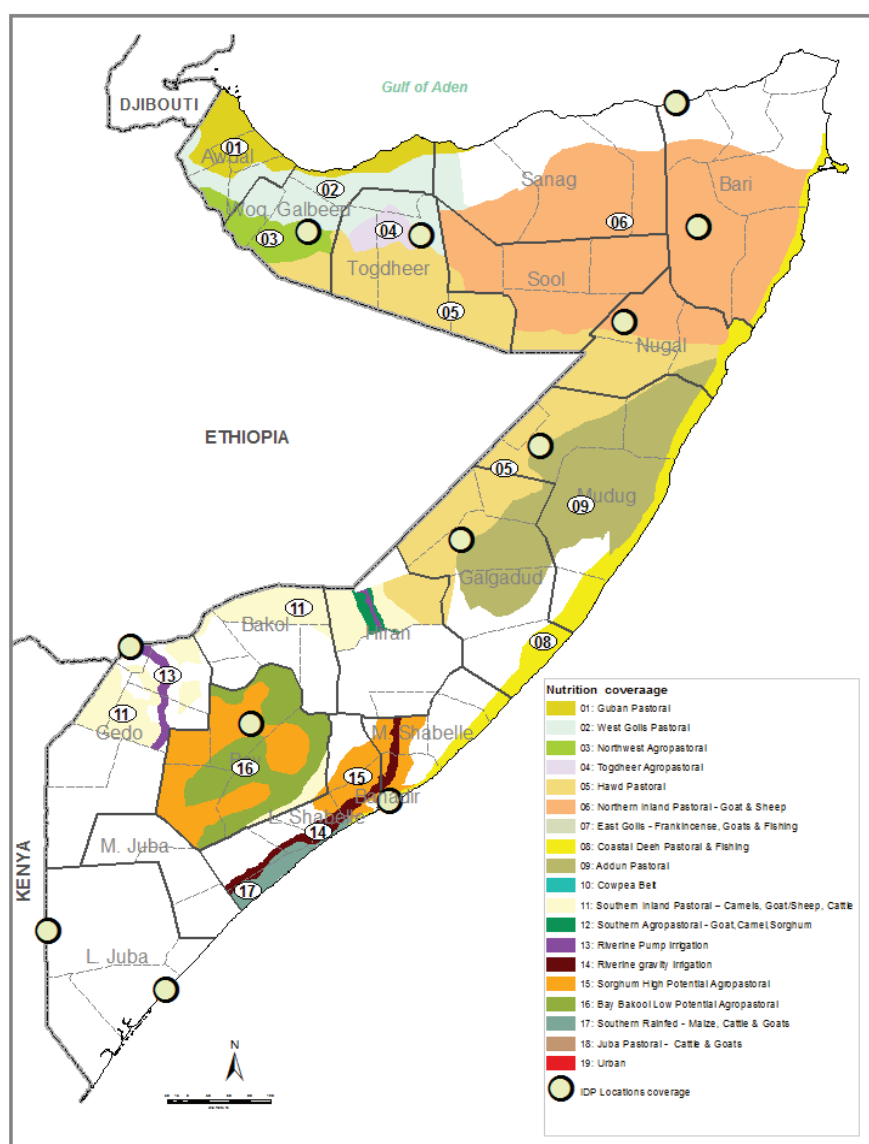 Gulf of Aden
DJIBOUTI
01
Awdal
Sanag
Bari
02
Woq. Galbeed
03
04
06
Togdheer
Sool
05
Nugal
ETHIOPIA
05
Mudug
09
Galgadud
11
Bakol
Hiran
08
13
11
Gedo
M. Shabelle
16
15
Banadir
L. Shabelle
14
M. Juba
17
KENYA
L. Juba
N
Nutrition coveraage
01: Guban Pastoral
02: West Golis Pastoral
03: Northwest Agropastoral
04: Togdheer Agropastoral
05: Hawd Pastoral
06: Northern Inland Pastoral - Goat & Sheep
07: East Golis - Frankincense, Goats & Fishing
08: Coastal Deeh Pastoral & Fishing
09: Addun Pastoral
10: Cowpea Belt
11: Southern Inland Pastoral – Camels, Goat/Sheep, Cattle
12: Southern Agropastoral - Goat,Camel,Sorghum
13: Riverine Pump Irrigation
14: Riverine gravity Irrigation
15: Sorghum High Potential Agropastoral
16: Bay Bakool Low Potential Agropastoral
17: Southern Rainfed - Maize, Cattle & Goats
18: Juba Pastoral - Cattle & Goats
19: Urban
IDP Locations coverage